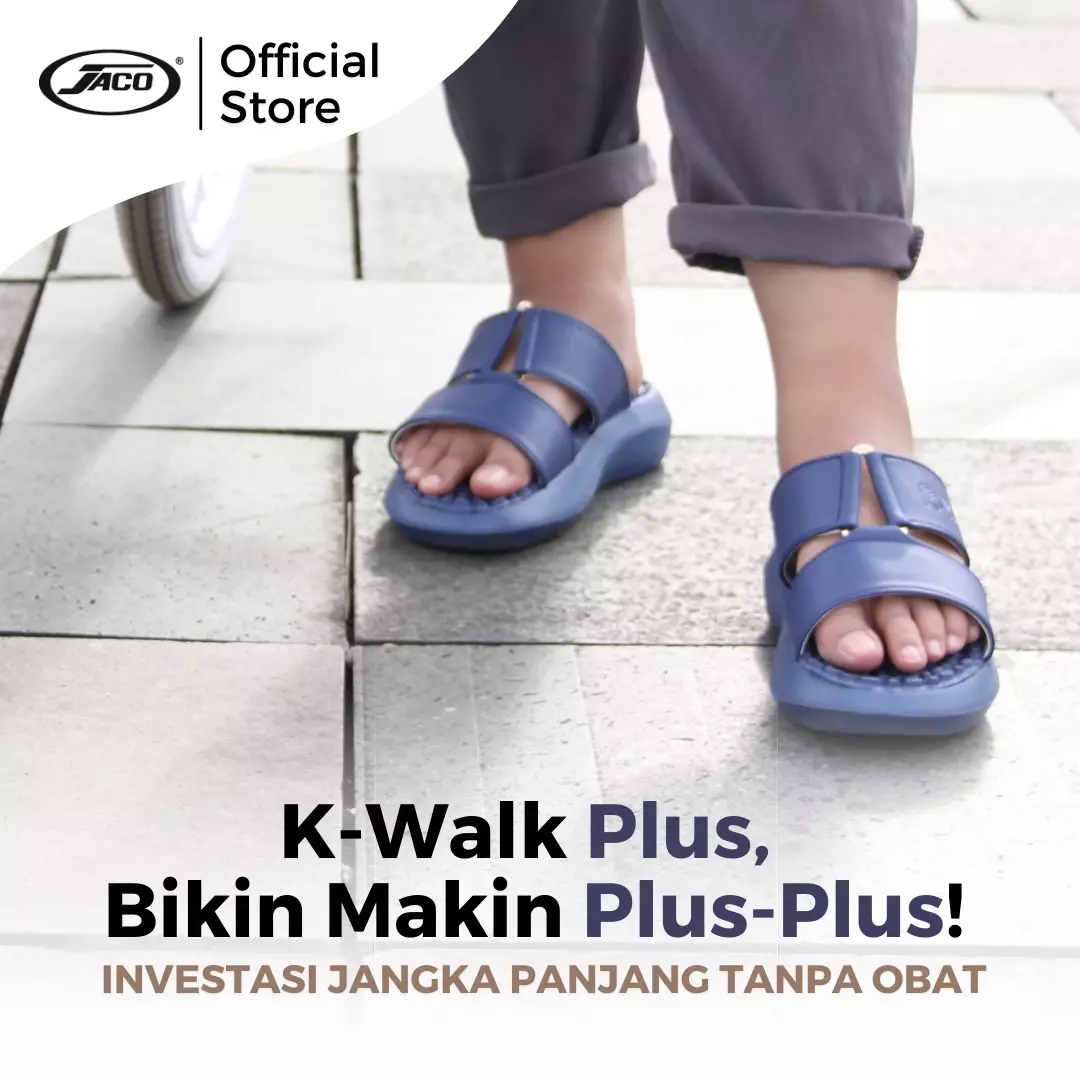 JACO®
Official
Store
K-Walk Plus,
Bikin Makin Plus-Plus!
INVESTASI JANGKA PANJANG TANPA OBAT